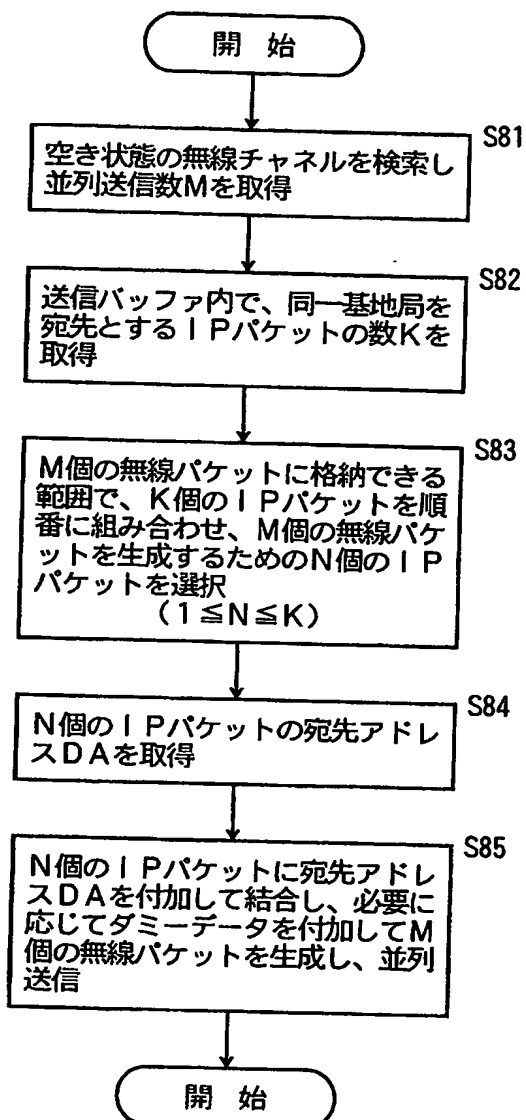 開 始
S81
空き状態の無線チャネルを検索し
並列送信数Mを取得
S82
送信バッファ内で、同一基地局を
宛先とするIPパケットの数Kを
取得
S83
M個の無線パケットに格納できる
範囲で、K個のIPパケットを順
番に組み合わせ、M個の無線パケ
ットを生成するためのN個のIP
パケットを選択
(1≦N≦K)
S84
N個のIPパケットの宛先アドレ
スDAを取得
S85
N個のIPパケットに宛先アドレ
スDAを付加して結合し、必要に
応じてダミーデータを付加してM
個の無線パケットを生成し、並列
送信
開 始